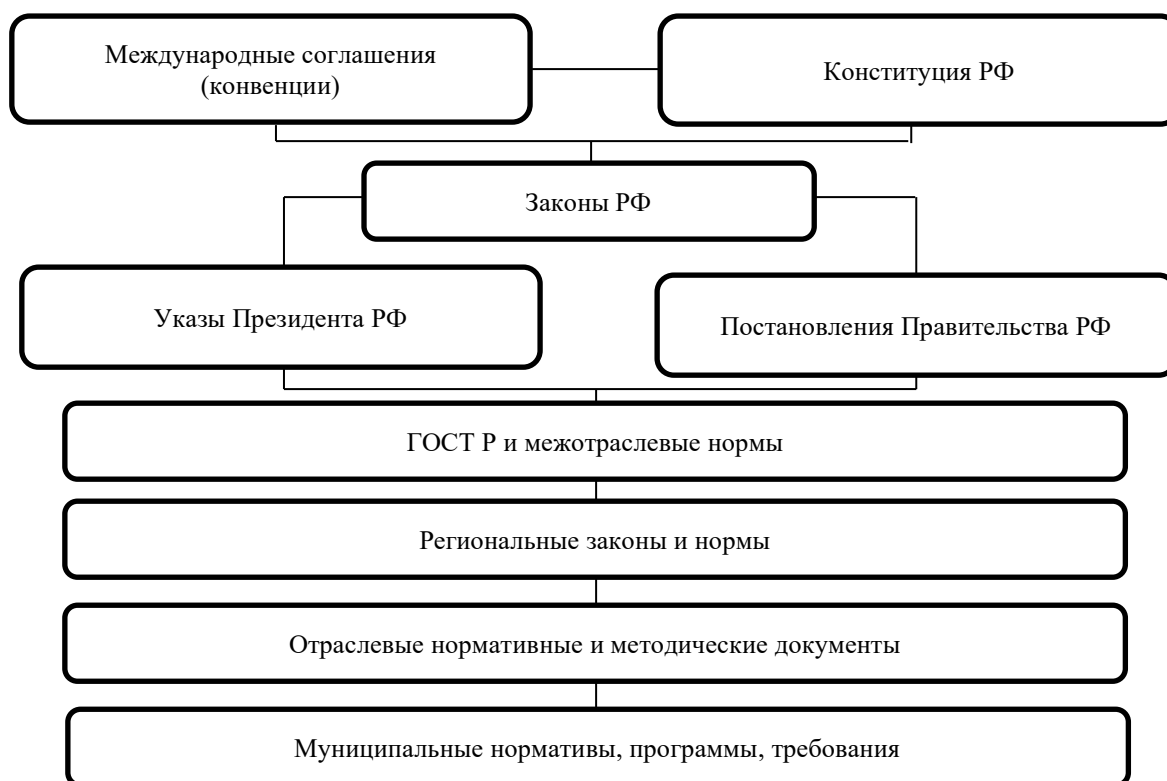 Международные соглашения
(конвенции)
Конституция РФ
Законы РФ
Указы Президента РФ
Постановления Правительства РФ
ГОСТ Р и межотраслевые нормы
Региональные законы и нормы
Отраслевые нормативные и методические документы
Муниципальные нормативы, программы, требования